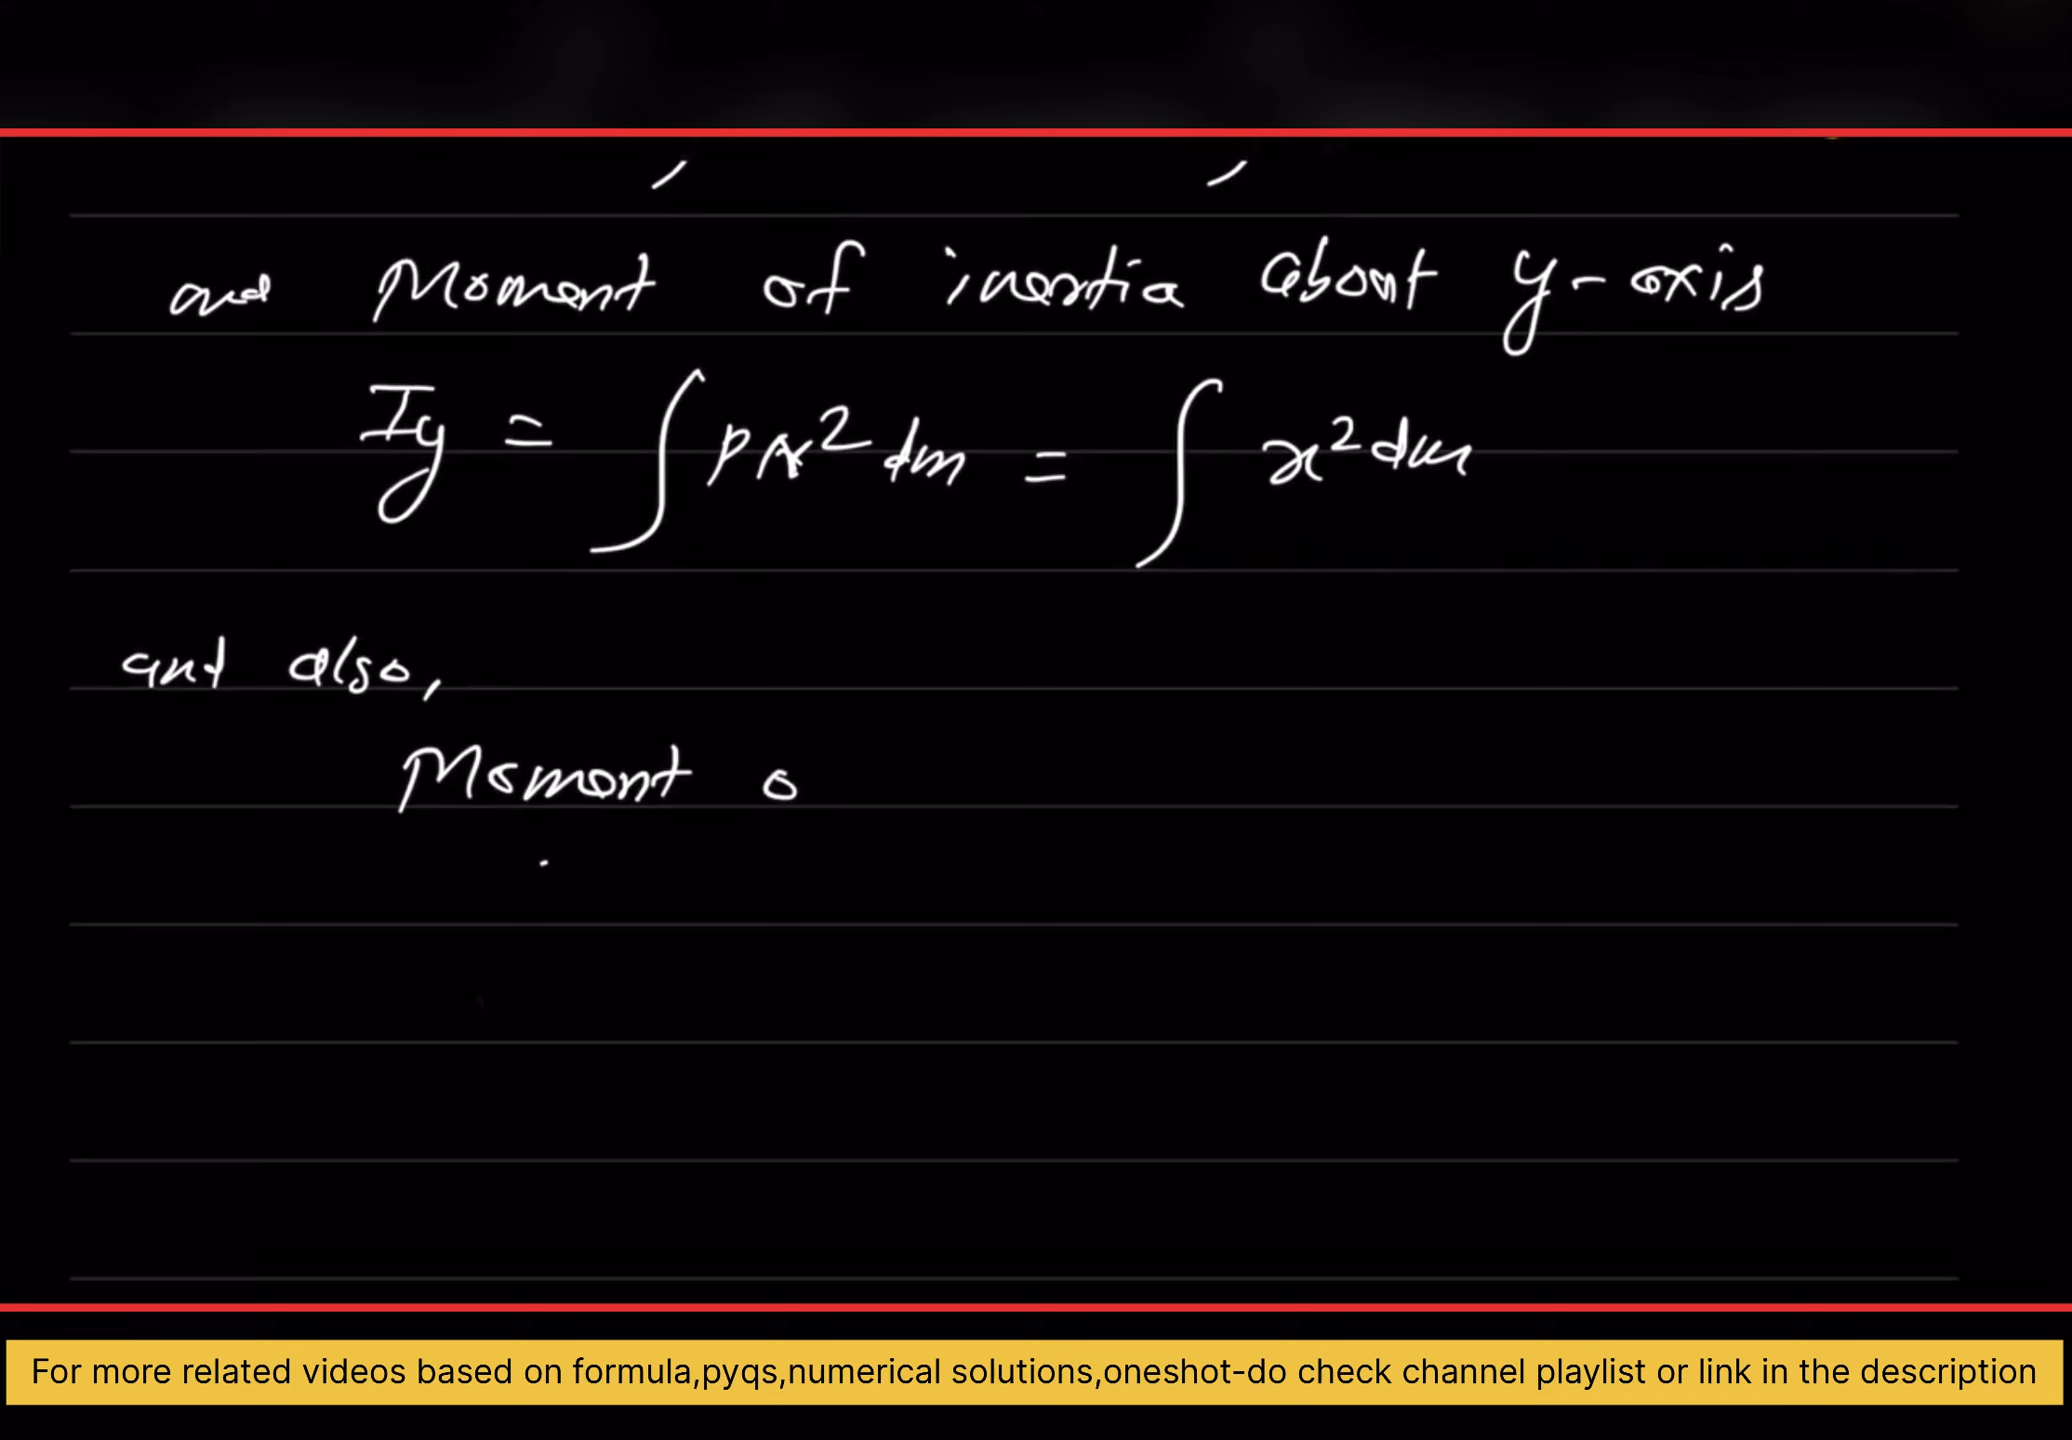 and Moment of inertia about y-axis
Iy = ∫ PA² dm = ∫ x² dm
and also,
Moment o
For more related videos based on formula,pyqs,numerical solutions,oneshot-do check channel playlist or link in the description